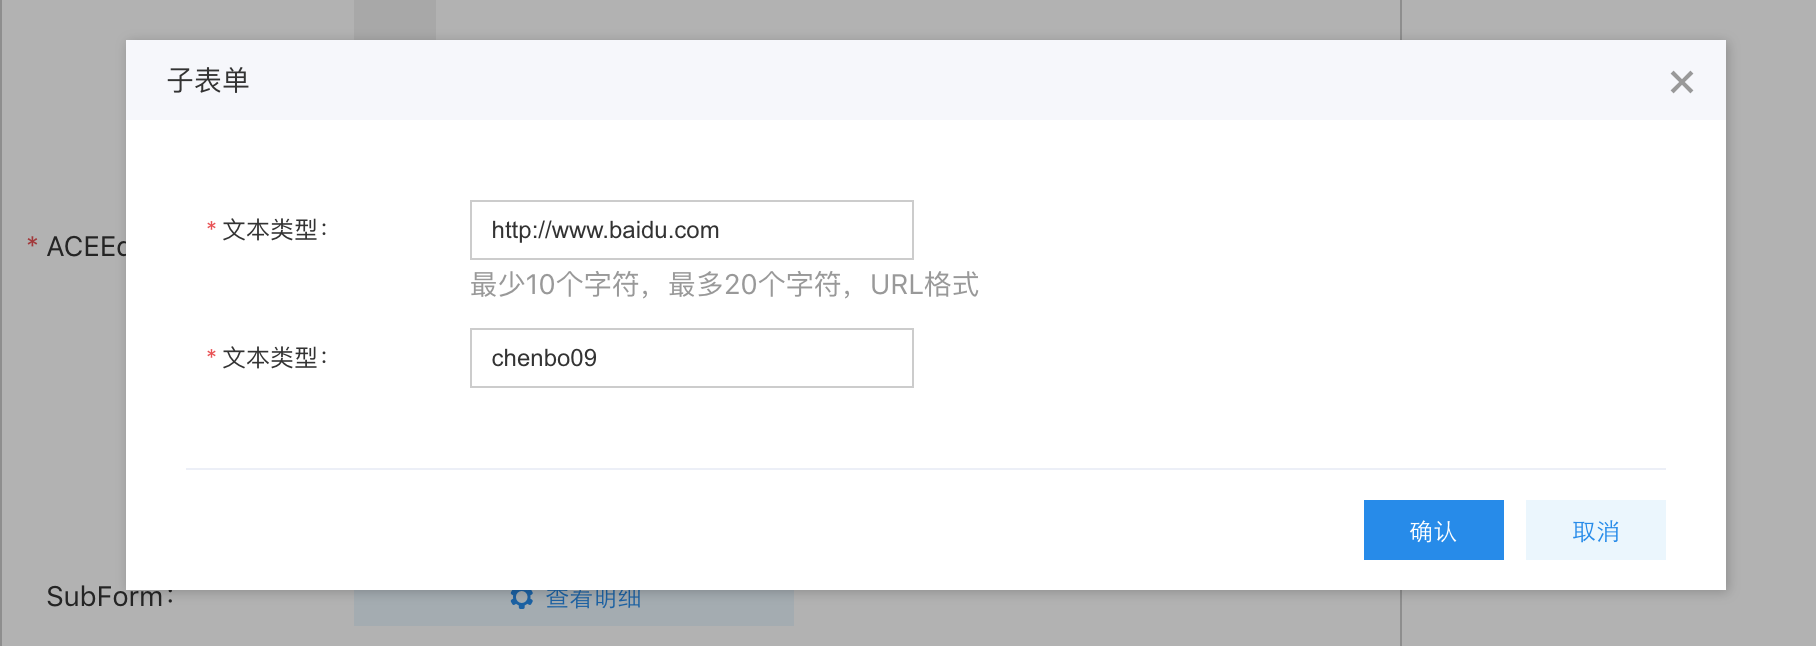 子表单
* 文本类型：
http://www.baidu.com
最少10个字符，最多20个字符，URL格式
* 文本类型：
chenbo09
确认
取消
* ACEEd
SubForm：
查看明细